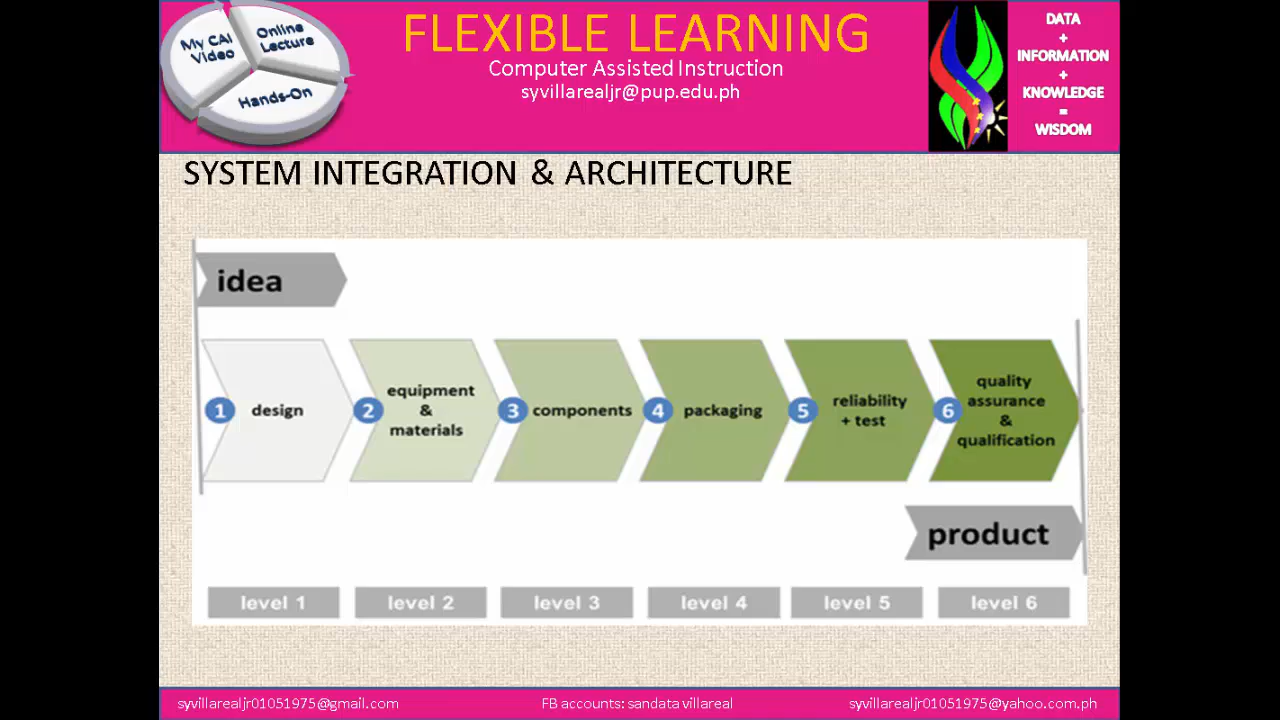 My CAI
Video
Online
Lecture
Hands-On
FLEXIBLE LEARNING
Computer Assisted Instruction
syvillarealjr@pup.edu.ph
DATA
+
INFORMATION
+
KNOWLEDGE
=
WISDOM
SYSTEM INTEGRATION & ARCHITECTURE
idea
1 design
2 equipment
&
materials
3 components
4 packaging
5 reliability
+ test
6 quality
assurance
&
qualification
product
level 1
level 2
level 3
level 4
level 5
level 6
syvillarealjr01051975@gmail.com
FB accounts: sandata villareal
syvillarealjr01051975@yahoo.com.ph